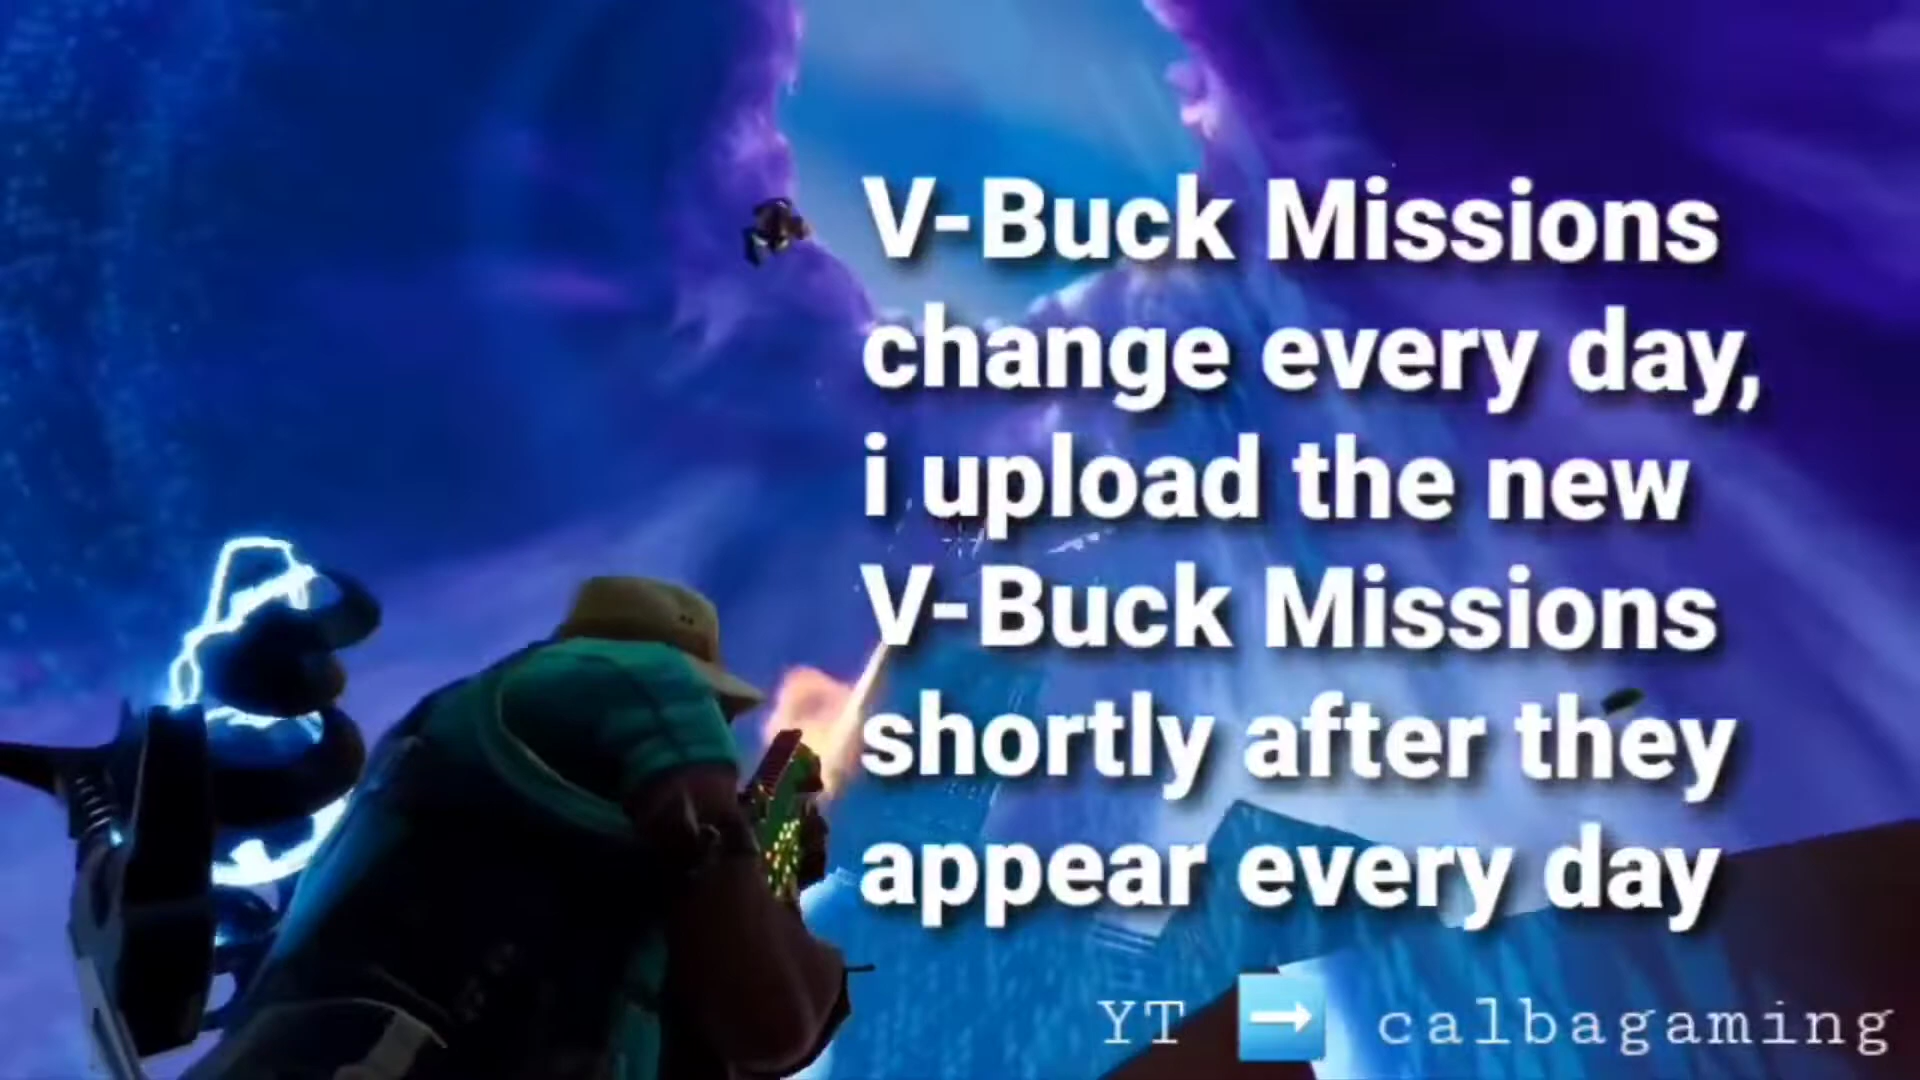 V-Buck Missions
change every day,
i upload the new
V-Buck Missions
shortly after they
appear every day
YT ➡ calbagaming